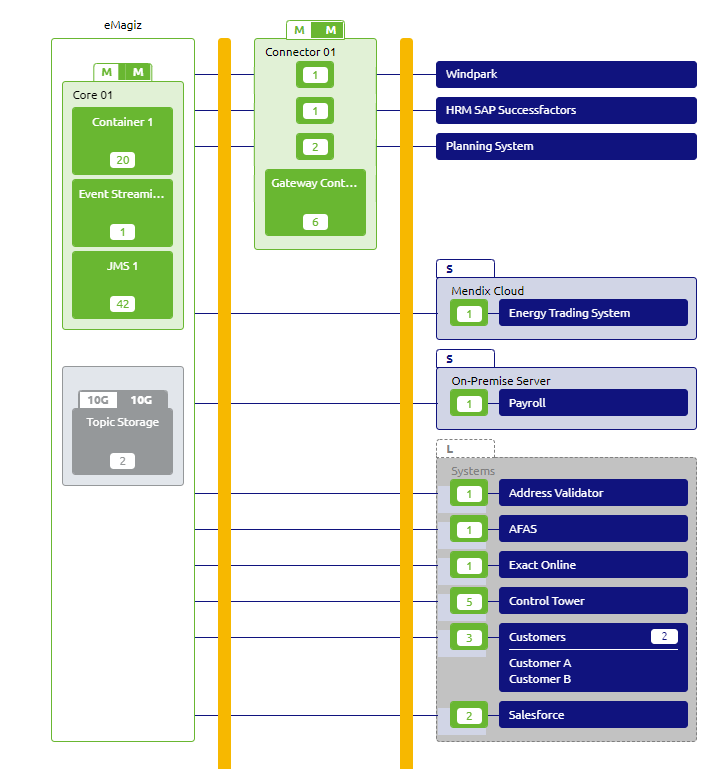 eMagiz
M M
Core 01
Container 1
20
Event Streami...
1
JMS 1
42
10G 10G
Topic Storage
2
M M
Connector 01
1
1
2
Gateway Cont...
6
Windpark
HRM SAP Successfactors
Planning System
S
Mendix Cloud
1 Energy Trading System
S
On-Premise Server
1 Payroll
L
Systems
1 Address Validator
1 AFAS
1 Exact Online
5 Control Tower
3 Customers 2
Customer A
Customer B
2 Salesforce